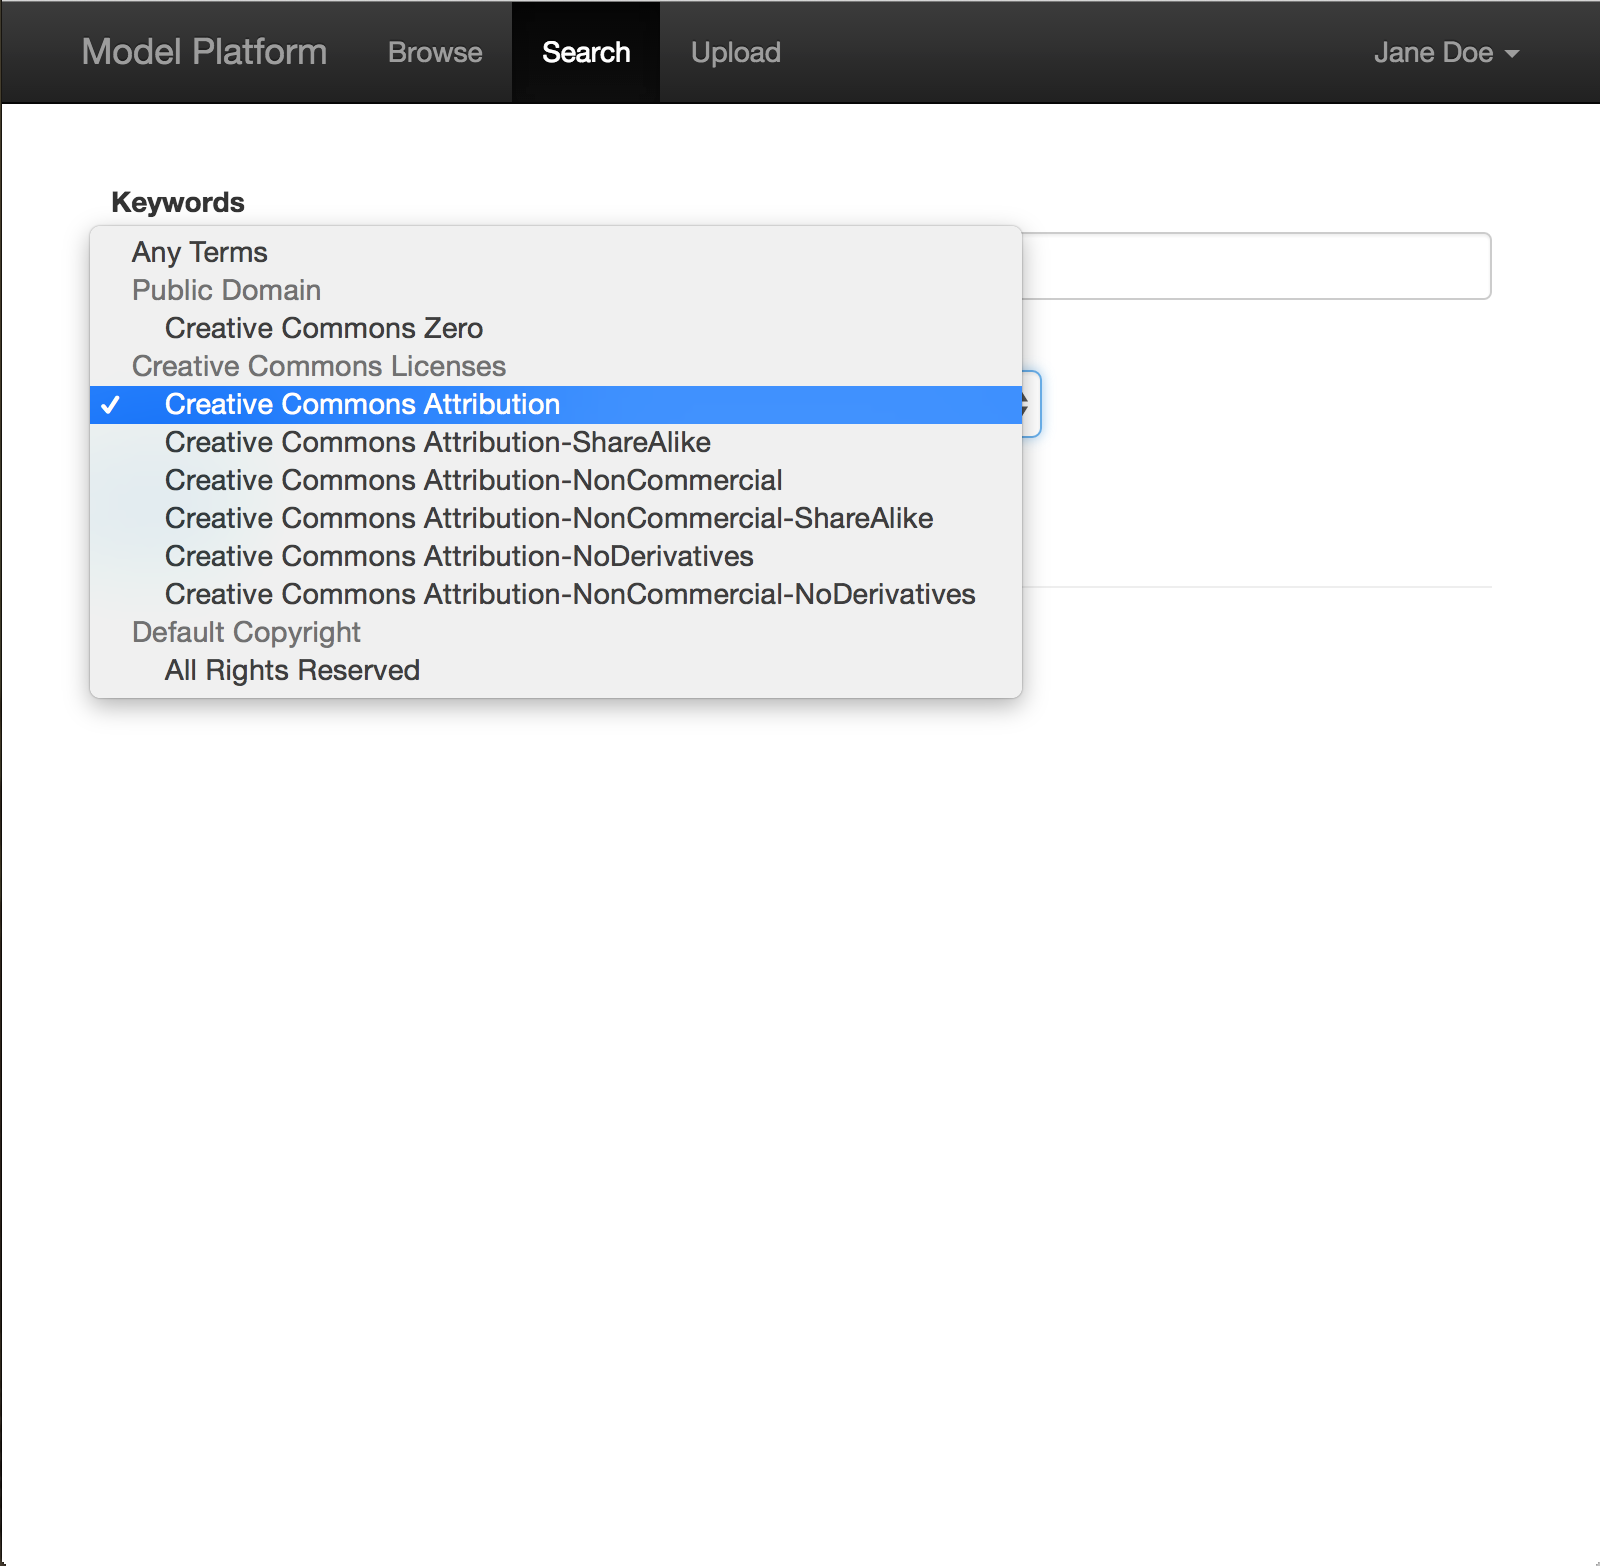 Model Platform Browse Search Upload Jane Doe
Keywords
Any Terms
Public Domain
Creative Commons Zero
Creative Commons Licenses
Creative Commons Attribution
Creative Commons Attribution-ShareAlike
Creative Commons Attribution-NonCommercial
Creative Commons Attribution-NonCommercial-ShareAlike
Creative Commons Attribution-NoDerivatives
Creative Commons Attribution-NonCommercial-NoDerivatives
Default Copyright
All Rights Reserved